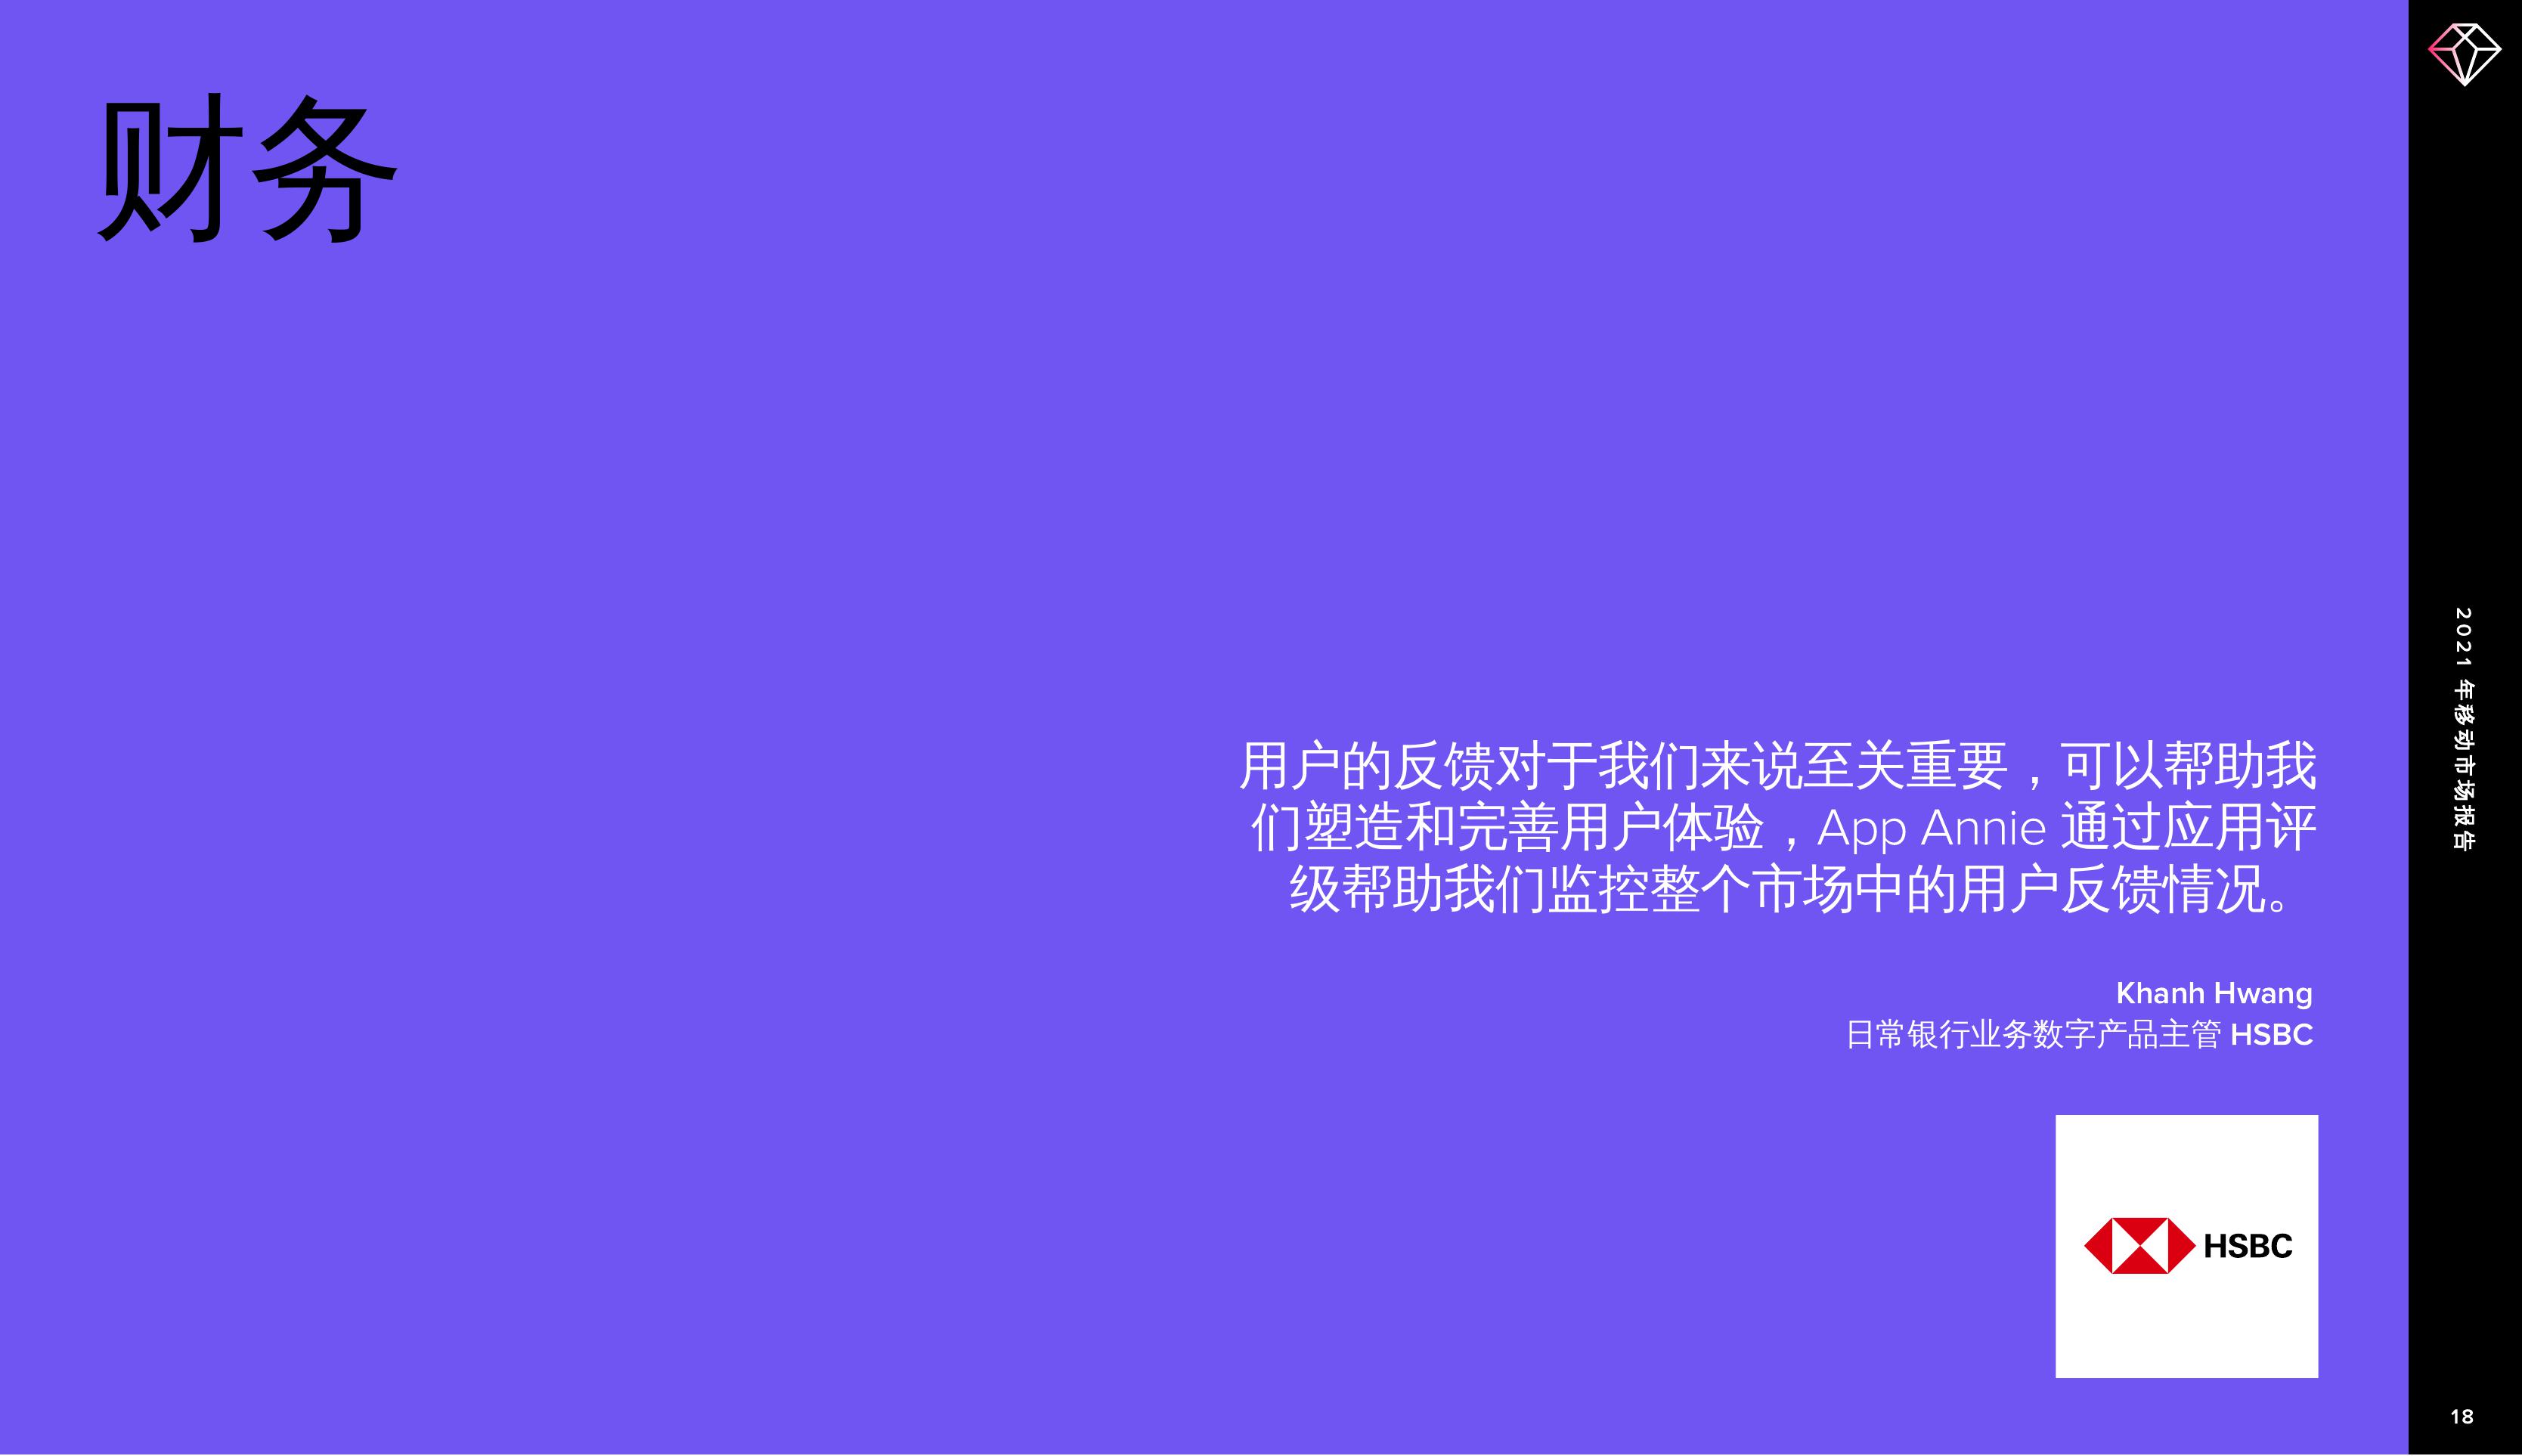 财务
用户的反馈对于我们来说至关重要，可以帮助我
们塑造和完善用户体验，App Annie 通过应用评
级帮助我们监控整个市场中的用户反馈情况。
Khanh Hwang
日常银行业务数字产品主管 HSBC
HSBC
2021 年移动市场报告
18